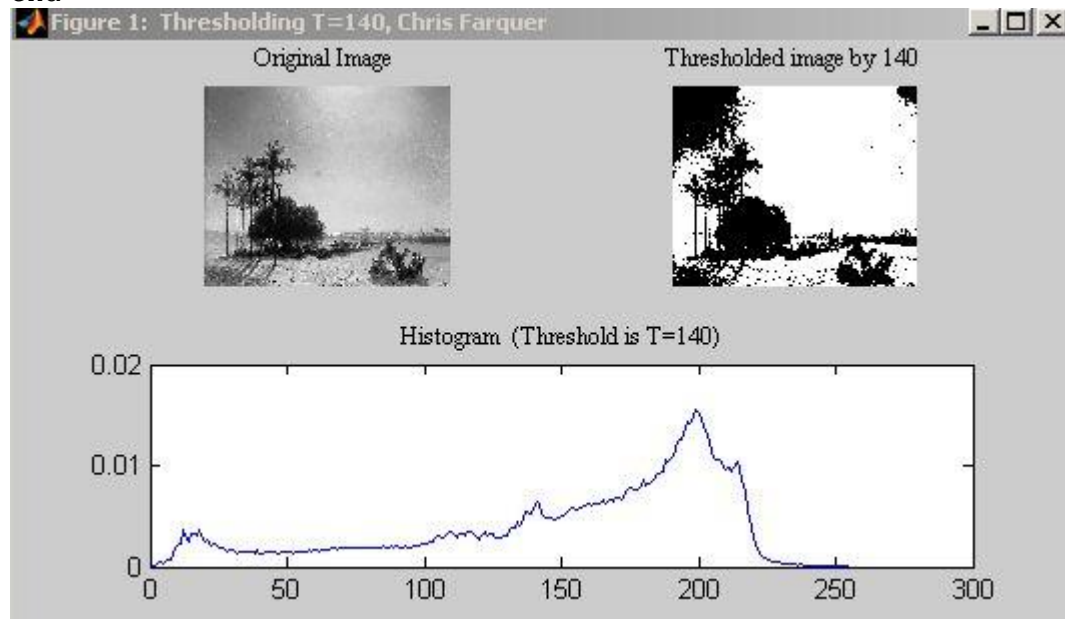 Figure 1: Thresholding T=140, Chris Farquer
Original Image
Thresholded image by 140
Histogram (Threshold is T=140)
0.02
0.01
0
0 50 100 150 200 250 300